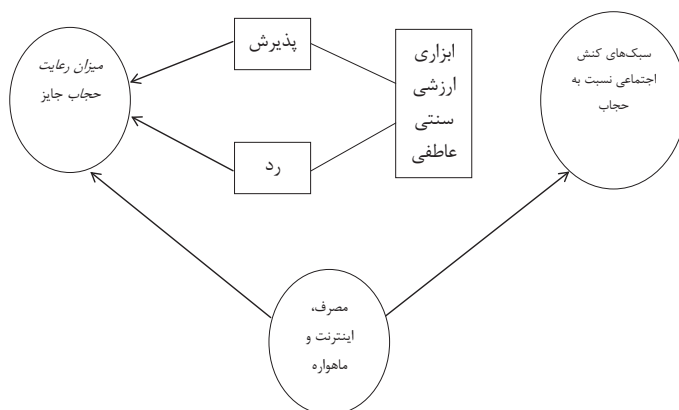 سبک‌های کنش
اجتماعی نسبت به
حجاب
ابزاری
ارزشی
سنتی
عاطفی
پذیرش
رد
میزان رعایت
حجاب جایز
مصرف،
اینترنت و
ماهواره